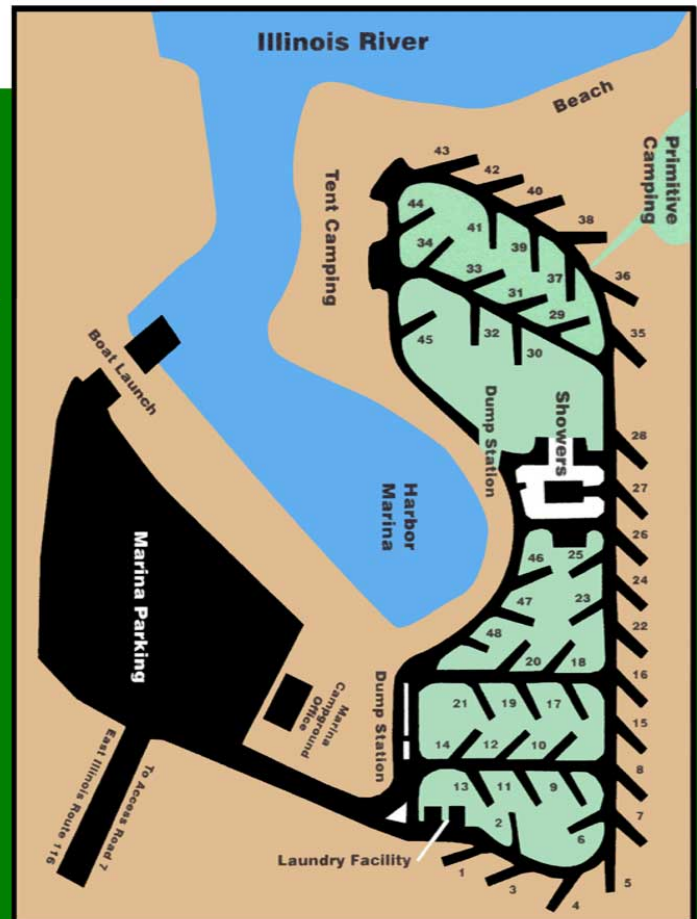 Illinois River
Beach
Primitive
Camping
Tent Camping
43
42
40
38
44
41
39
37
36
34
33
31
29
35
45
32
30
Boat Launch
Dump Station
Showers
28
27
Harbor
Marina
26
46
25
24
47
23
22
48
20
18
16
Marina Parking
21
19
17
15
Marina
Campground
Office
Dump Station
14
12
10
8
13
11
9
7
2
6
East Illinois Route 116
To Access Road 7
Laundry Facility
1
3
4
5